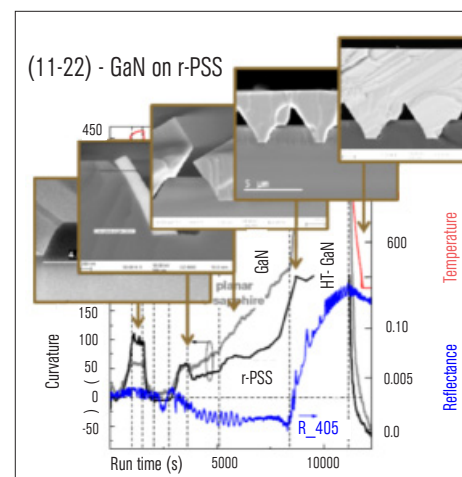 (11-22) - GaN on r-PSS
450
5 µm
GaN
HT- GaN
planar
sapphire
r-PSS
R_405
150
100
50
0
-50
Curvature
( )
600
0.10
0.005
0.0
Temperature
Reflectance
Run time (s)
5000
10000